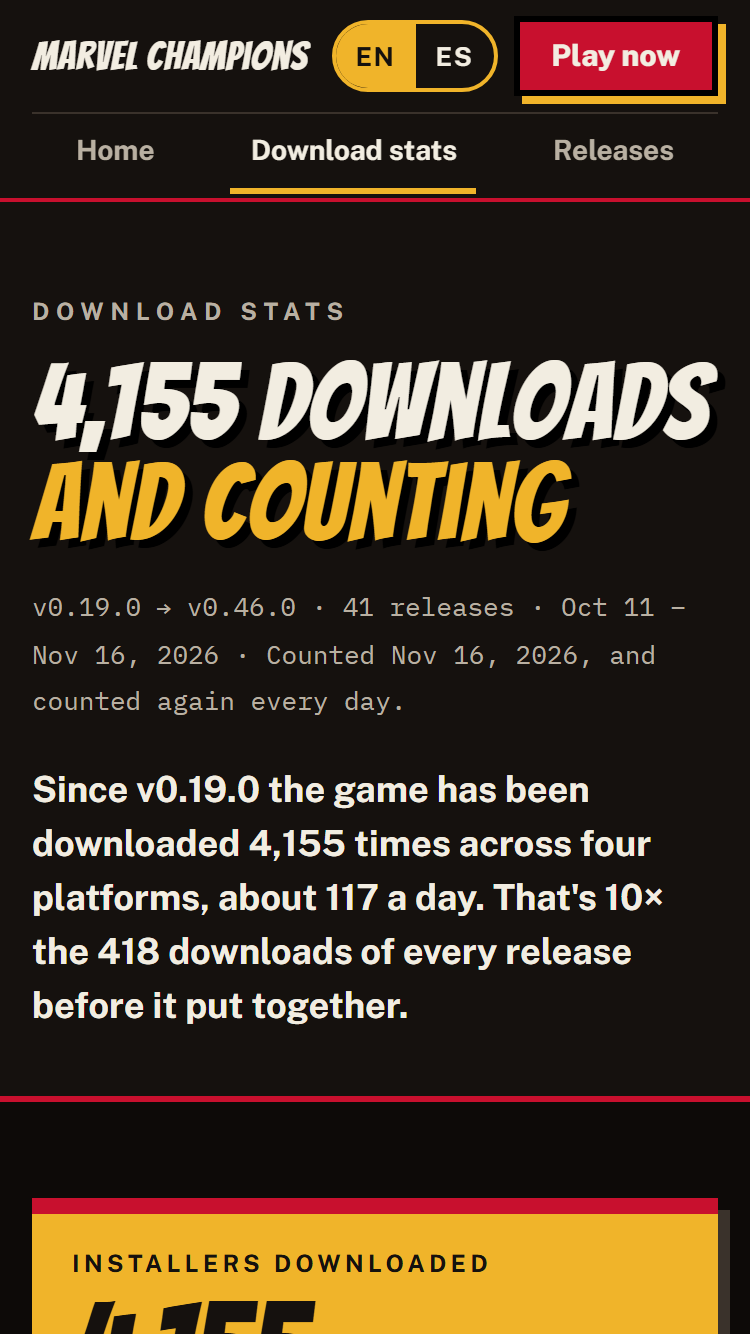 MARVEL CHAMPIONS
EN ES
Play now
Home Download stats Releases
DOWNLOAD STATS
4,155 DOWNLOADS
AND COUNTING
v0.19.0 → v0.46.0 · 41 releases · Oct 11 –
Nov 16, 2026 · Counted Nov 16, 2026, and
counted again every day.
Since v0.19.0 the game has been
downloaded 4,155 times across four
platforms, about 117 a day. That's 10×
the 418 downloads of every release
before it put together.
INSTALLERS DOWNLOADED
4,155